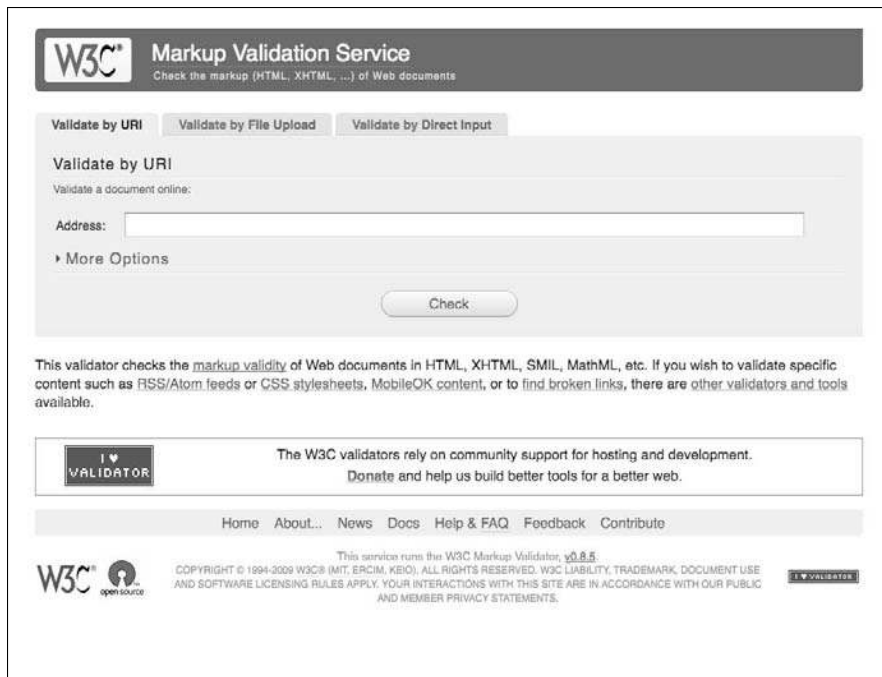 W3C®
Markup Validation Service
Check the markup (HTML, XHTML, ...) of Web documents
Validate by URI
Validate by File Upload
Validate by Direct Input
Validate by URI
Validate a document online:
Address:
More Options
Check
This validator checks the markup validity of Web documents in HTML, XHTML, SMIL, MathML, etc. If you wish to validate specific
content such as RSS/Atom feeds or CSS stylesheets, MobileOK content, or to find broken links, there are other validators and tools
available.
I ♥
VALIDATOR
The W3C validators rely on community support for hosting and development.
Donate and help us build better tools for a better web.
Home About... News Docs Help & FAQ Feedback Contribute
W3C®
open source
This service runs the W3C Markup Validator, v0.8.5.
COPYRIGHT © 1994-2009 W3C® (MIT, ERCIM, KEIO), ALL RIGHTS RESERVED. W3C LIABILITY, TRADEMARK, DOCUMENT USE
AND SOFTWARE LICENSING RULES APPLY. YOUR INTERACTIONS WITH THIS SITE ARE IN ACCORDANCE WITH OUR PUBLIC
AND MEMBER PRIVACY STATEMENTS.
I ♥ VALIDATOR